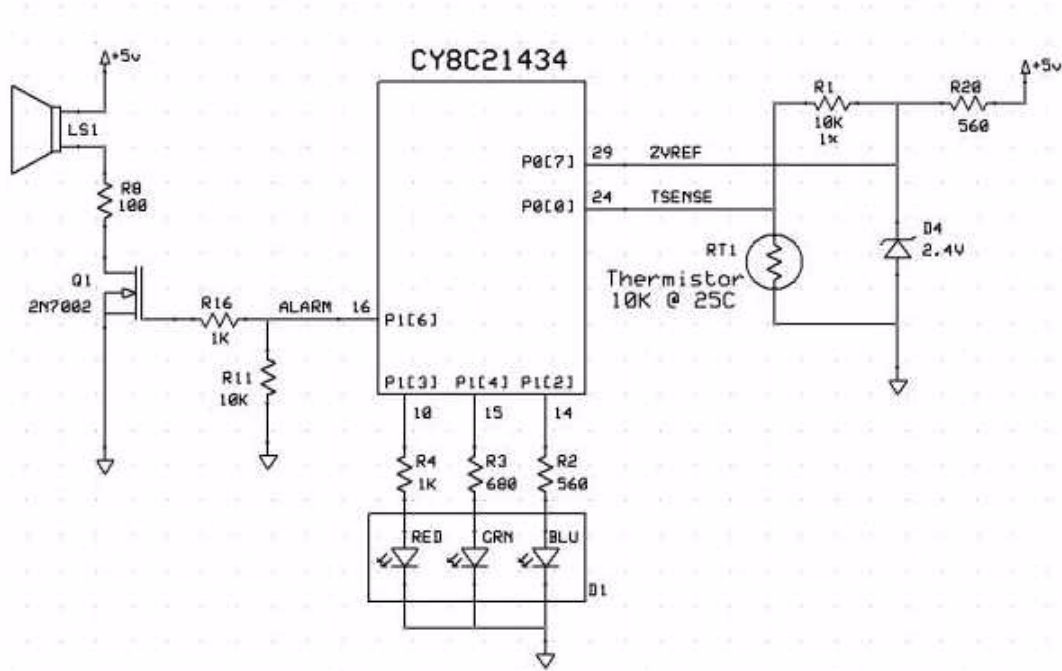 +5v
LS1
R8
100
Q1
2N7002
R16
1K
ALARM
16
R11
10K
CY8C21434
P0[7]
29
ZVREF
P0[0]
24
TSENSE
P1[6]
P1[3]
P1[4]
P1[2]
10
15
14
R4
1K
R3
680
R2
560
RED
GRN
BLU
D1
R1
10K
1%
R20
560
+5v
RT1
Thermistor
10K @ 25C
D4
2.4V